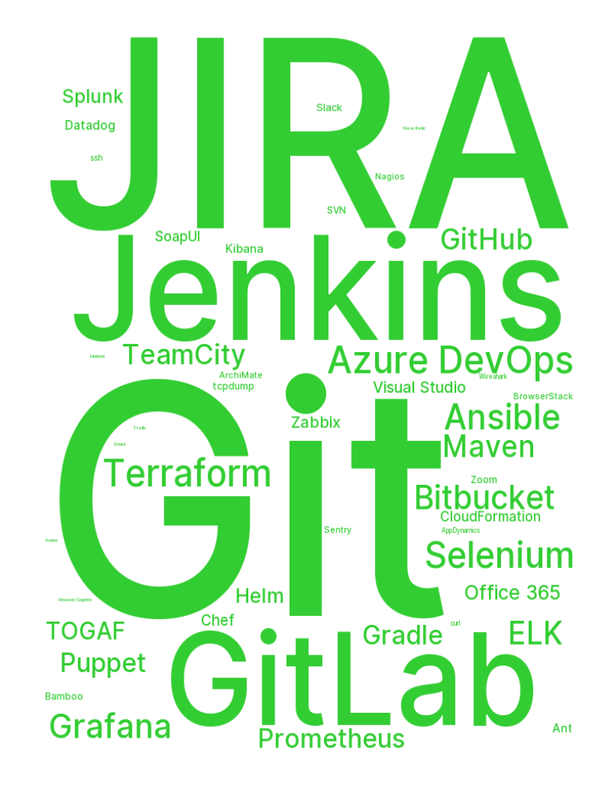 JIRA
Splunk
Slack
Datadog
New Relic
ssh
Nagios
SVN
SoapUI
GitHub
Kibana
Jenkins
TeamCity
Azure DevOps
Hudson
ArchiMate
Wireshark
tcpdump
Visual Studio
BrowserStack
Git
Zabbix
Ansible
Trello
Maven
Terraform
Zoom
Bitbucket
CloudFormation
Sentry
AppDynamics
Selenium
Helm
Office 365
Chef
TOGAF
Gradle
curl
ELK
Puppet
GitLab
Bamboo
Grafana
Ant
Prometheus